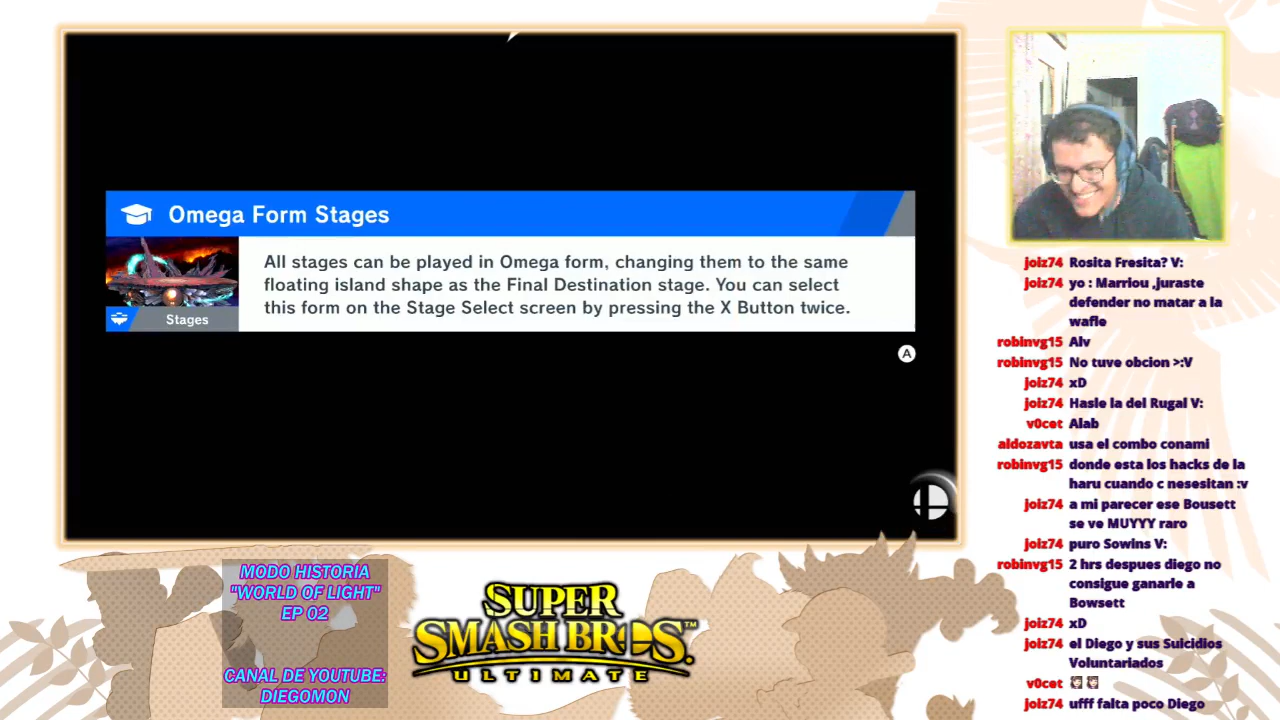 Omega Form Stages
All stages can be played in Omega form, changing them to the same
floating island shape as the Final Destination stage. You can select
this form on the Stage Select screen by pressing the X Button twice.
Stages
A
joiz74 Rosita Fresita? V:
joiz74 yo : Marriou ,juraste
defender no matar a la
wafle
robinvg15 Alv
robinvg15 No tuve obcion >:V
joiz74 xD
joiz74 Hasle la del Rugal V:
v0cet Alab
aldozavta usa el combo conami
robinvg15 donde esta los hacks de la
haru cuando c nesesitan :v
joiz74 a mi parecer ese Bousett
se ve MUYYY raro
joiz74 puro Sowins V:
robinvg15 2 hrs despues diego no
consigue ganarle a
Bowsett
joiz74 xD
joiz74 el Diego y sus Suicidios
Voluntariados
v0cet
joiz74 ufff falta poco Diego
MODO HISTORIA
"WORLD OF LIGHT"
EP 02
CANAL DE YOUTUBE:
DIEGOMON
SUPER
SMASH BROS.™
ULTIMATE